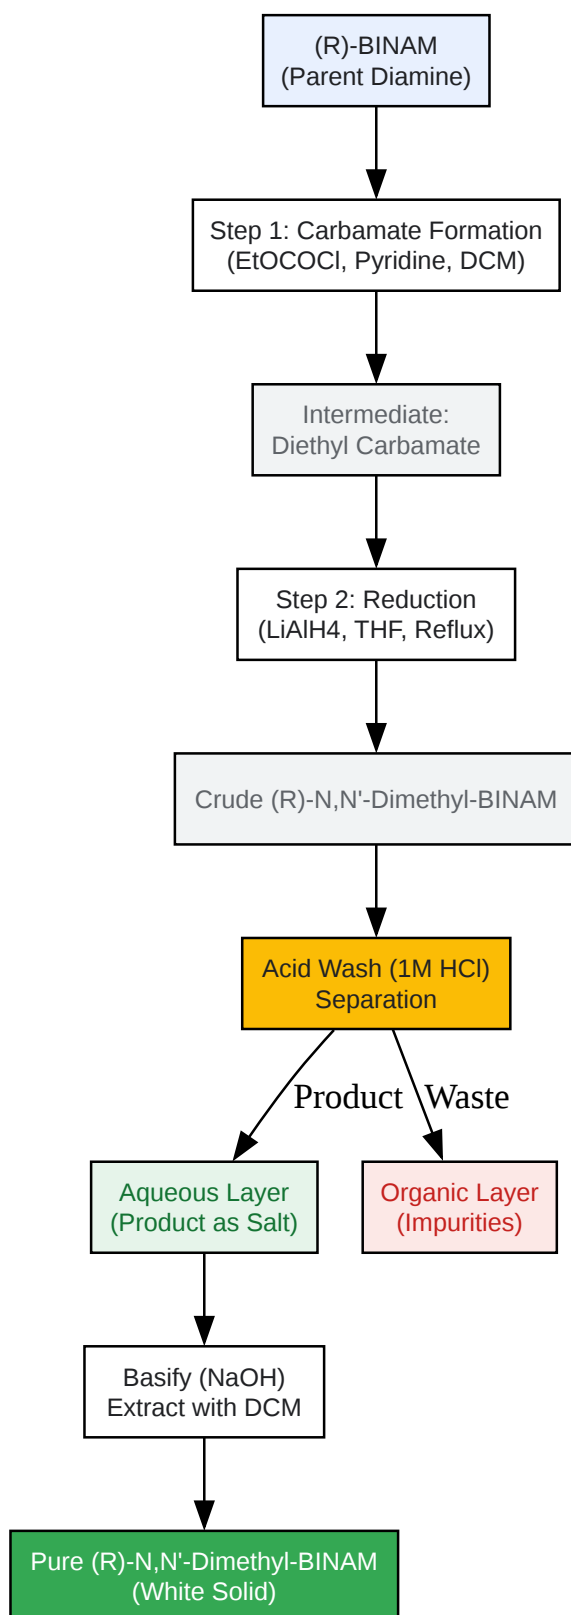 (R)-BINAM
(Parent Diamine)
Step 1: Carbamate Formation
(EtOCOCl, Pyridine, DCM)
Intermediate:
Diethyl Carbamate
Step 2: Reduction
(LiAlH4, THF, Reflux)
Crude (R)-N,N'-Dimethyl-BINAM
Acid Wash (1M HCl)
Separation
Product
Waste
Aqueous Layer
(Product as Salt)
Organic Layer
(Impurities)
Basify (NaOH)
Extract with DCM
Pure (R)-N,N'-Dimethyl-BINAM
(White Solid)